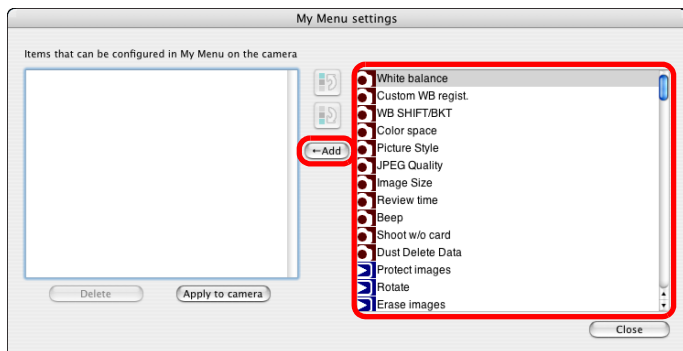 My Menu settings
Items that can be configured in My Menu on the camera
White balance
Custom WB regist.
WB SHIFT/BKT
Color space
←Add
Picture Style
JPEG Quality
Image Size
Review time
Beep
Shoot w/o card
Dust Delete Data
Protect images
Rotate
Erase images
Delete
Apply to camera
Close